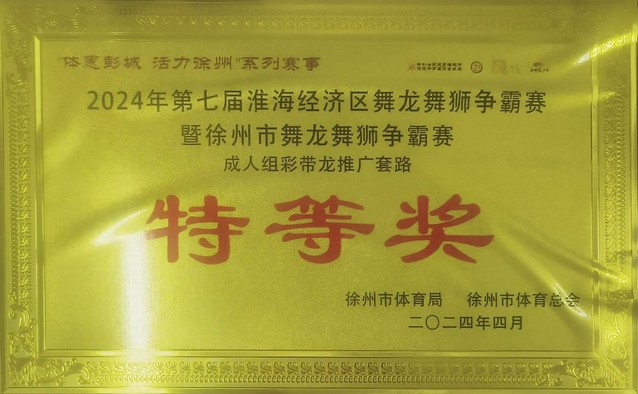 "体惠彭城 活力徐州"系列赛事
2024年第七届淮海经济区舞龙舞狮争霸赛
暨徐州市舞龙舞狮争霸赛
成人组彩带龙推广套路
特等奖
徐州市体育局 徐州市体育总会
二〇二四年四月